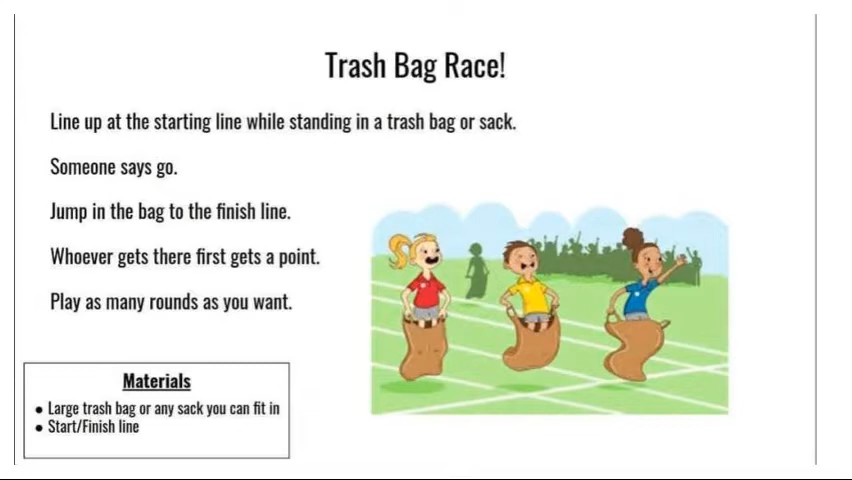 Trash Bag Race!
Line up at the starting line while standing in a trash bag or sack.
Someone says go.
Jump in the bag to the finish line.
Whoever gets there first gets a point.
Play as many rounds as you want.
Materials
● Large trash bag or any sack you can fit in
● Start/Finish line